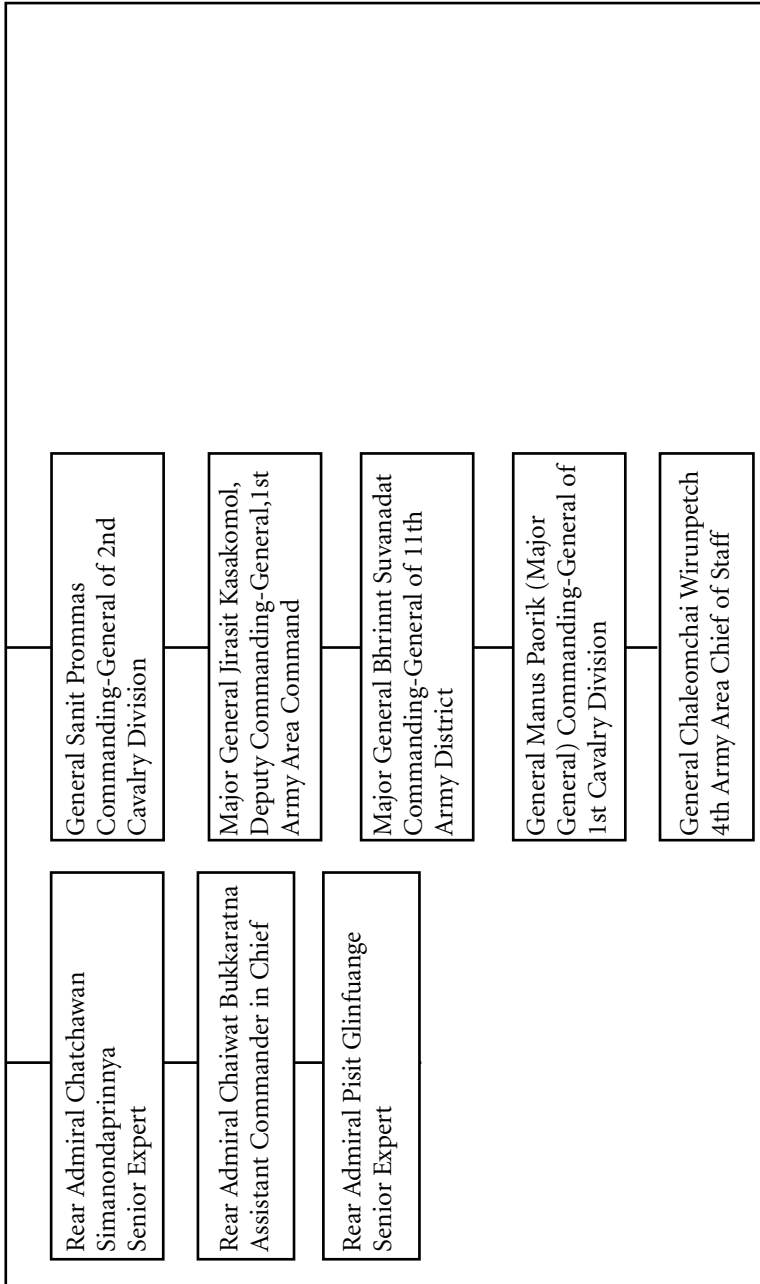 Rear Admiral Chatchawan
Simanondaprinnya
Senior Expert
Rear Admiral Chaiwat Bukkaratna
Assistant Commander in Chief
Rear Admiral Pisit Glinfuange
Senior Expert
General Sanit Prommas
Commanding-General of 2nd
Cavalry Division
Major General Jirasit Kasakomol,
Deputy Commanding-General,1st
Army Area Command
Major General Bhrinnt Suvanadat
Commanding-General of 11th
Army District
General Manus Paorik (Major
General) Commanding-General of
1st Cavalry Division
General Chaleomchai Wirunpetch
4th Army Area Chief of Staff